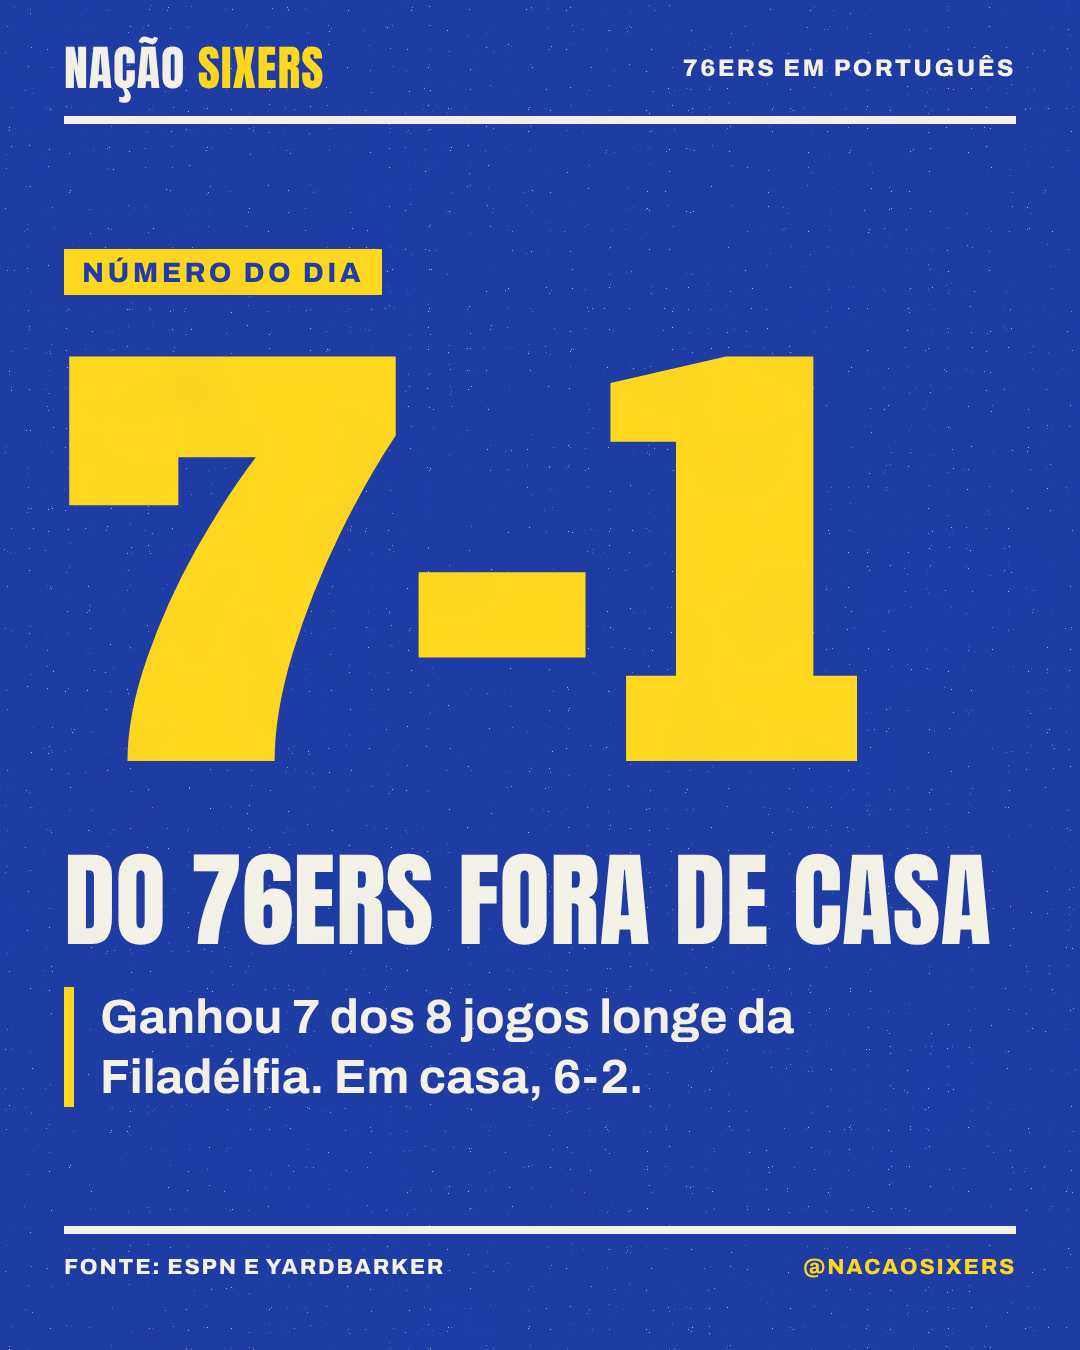 NAÇÃO SIXERS
76ERS EM PORTUGUÊS
NÚMERO DO DIA
7-1
DO 76ERS FORA DE CASA
Ganhou 7 dos 8 jogos longe da
Filadélfia. Em casa, 6-2.
FONTE: ESPN E YARDBARKER
@NACAOSIXERS